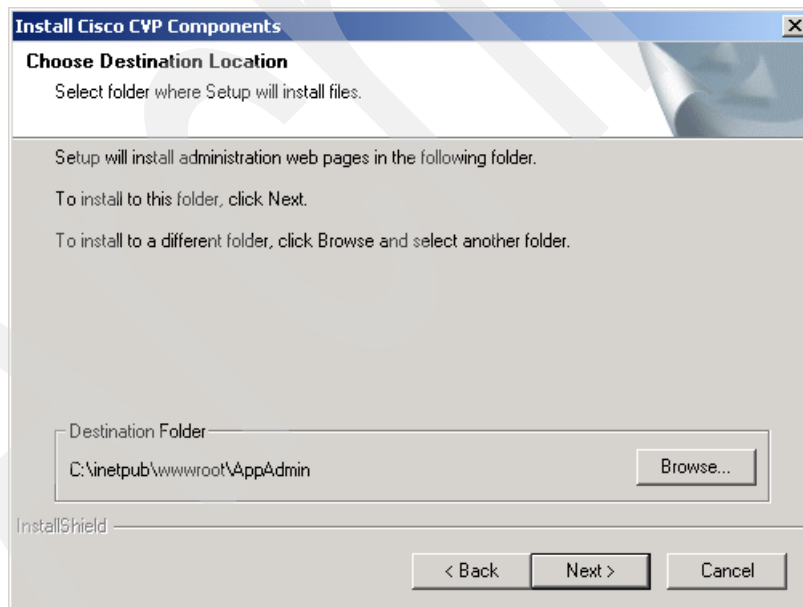 Install Cisco CVP Components
Choose Destination Location
Select folder where Setup will install files.
Setup will install administration web pages in the following folder.
To install to this folder, click Next.
To install to a different folder, click Browse and select another folder.
Destination Folder
C:\inetpub\wwwroot\AppAdmin
Browse...
InstallShield
< Back
Next >
Cancel